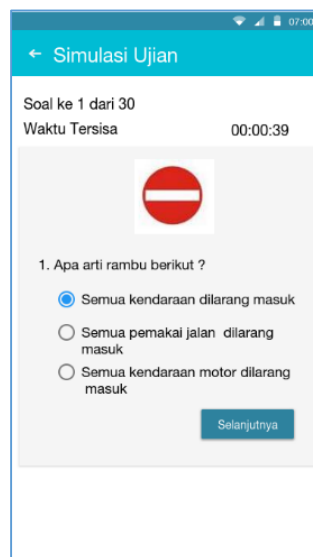 07:00
← Simulasi Ujian
Soal ke 1 dari 30
Waktu Tersisa 00:00:39
1. Apa arti rambu berikut ?
Semua kendaraan dilarang masuk
Semua pemakai jalan dilarang
masuk
Semua kendaraan motor dilarang
masuk
Selanjutnya